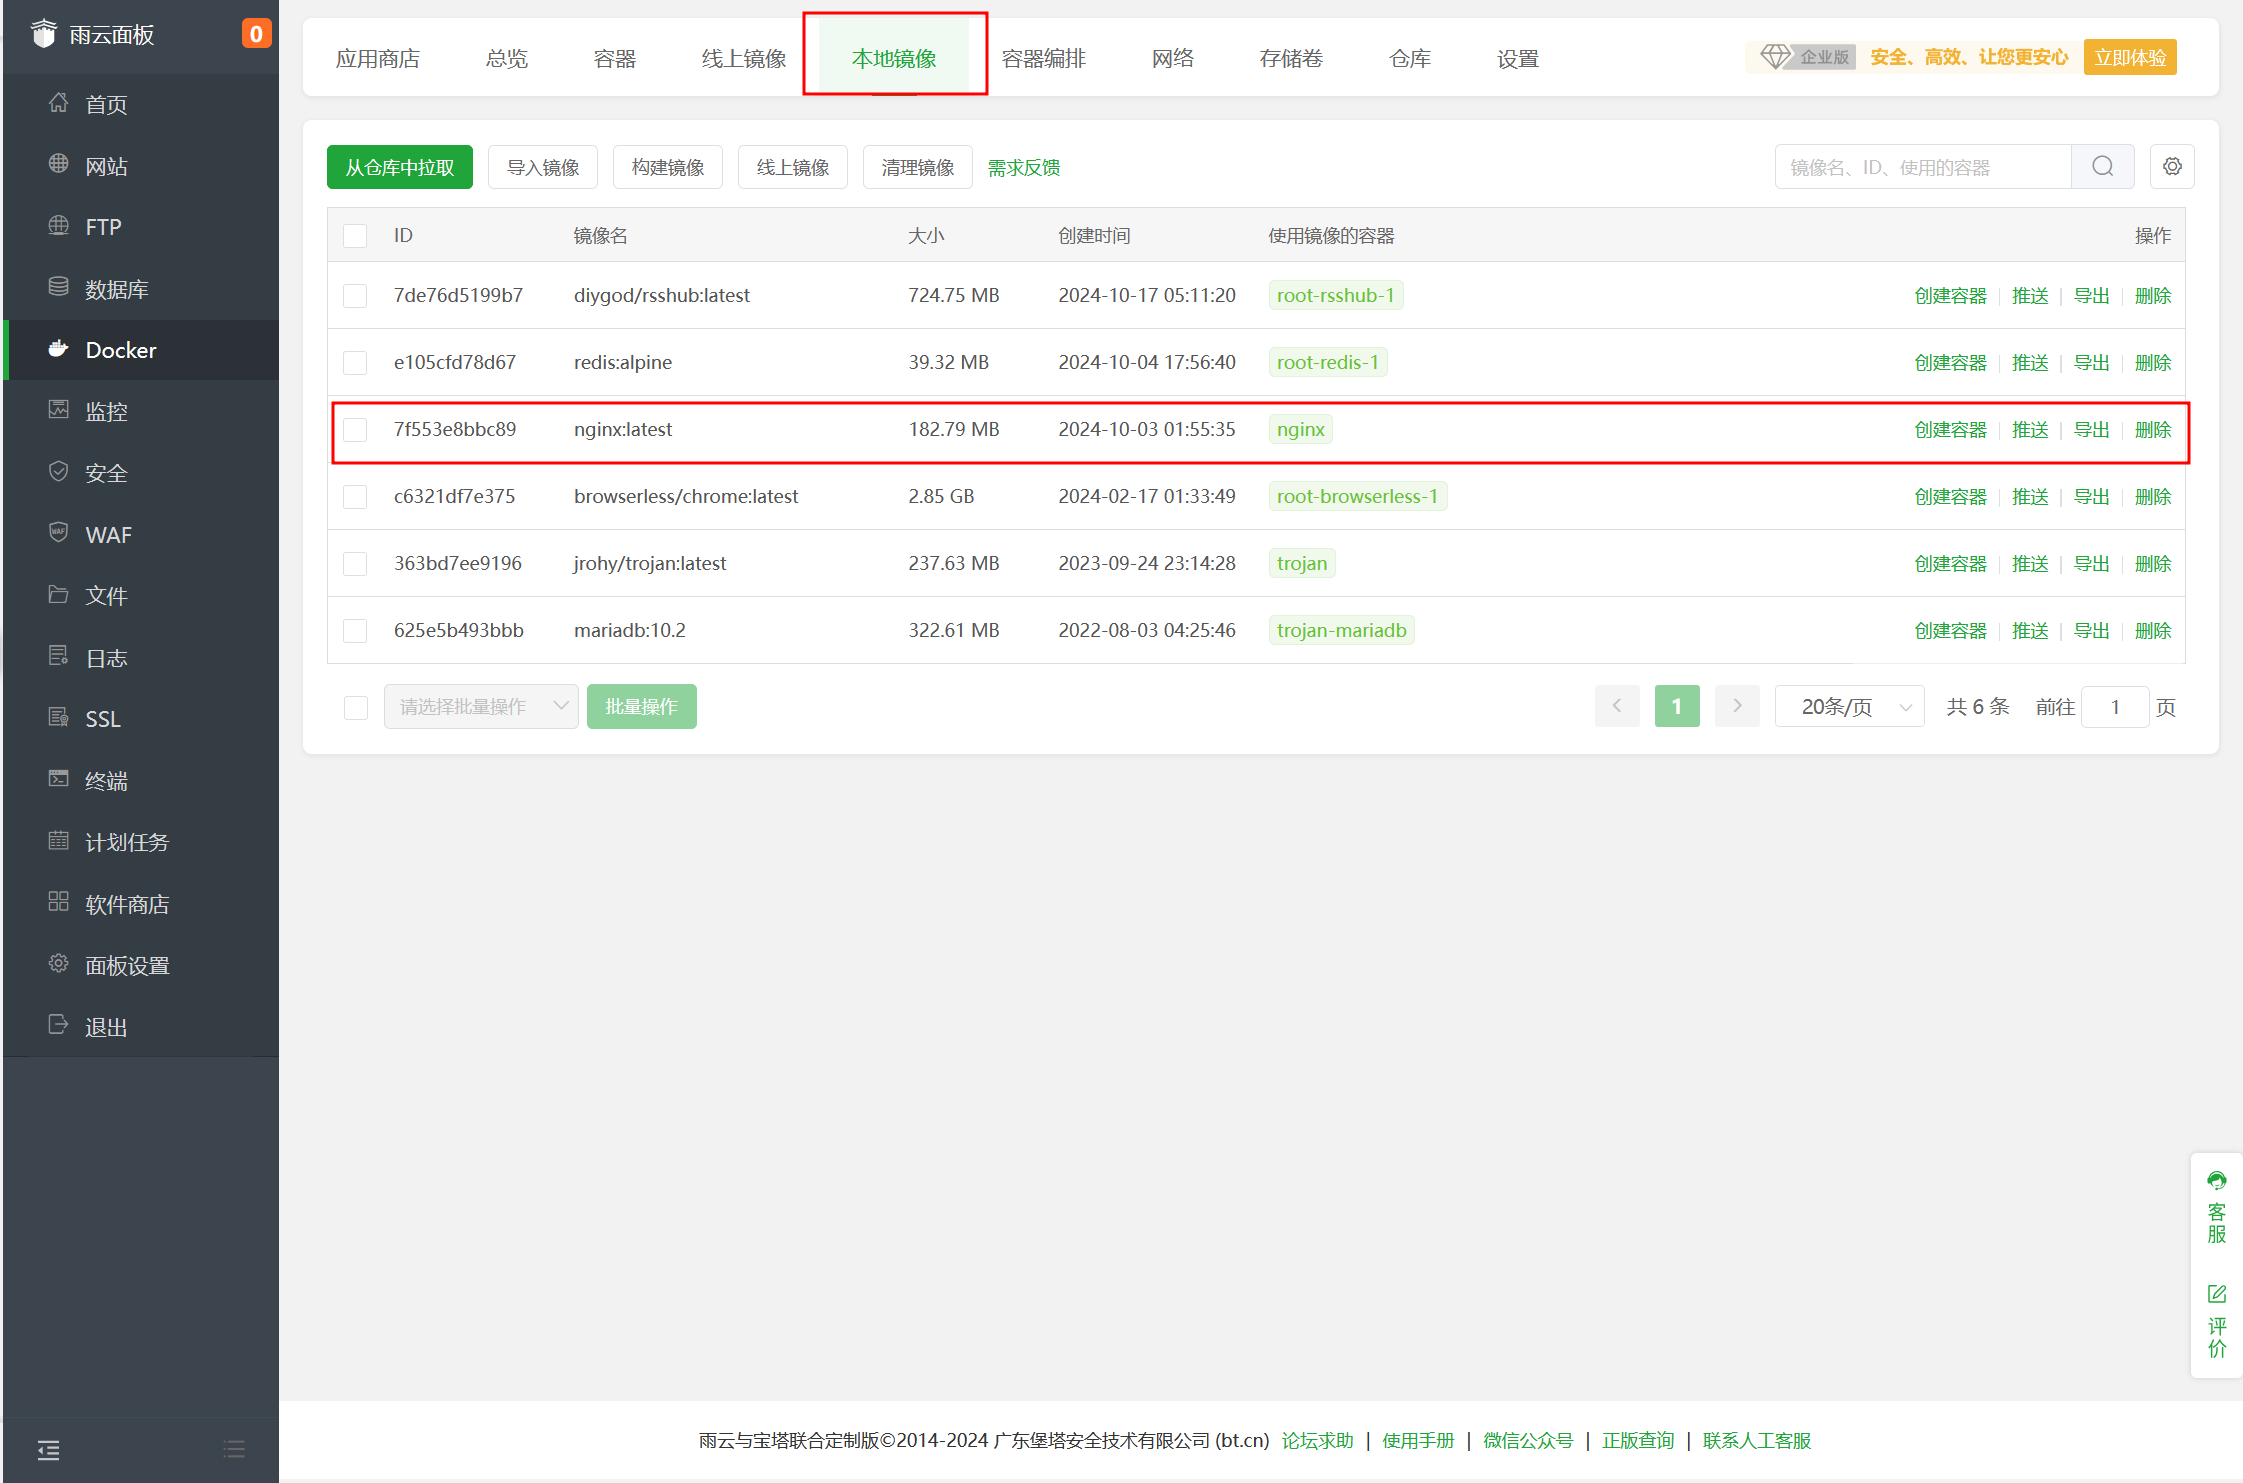 雨云面板 0
首页
网站
FTP
数据库
Docker
监控
安全
WAF
文件
日志
SSL
终端
计划任务
软件商店
面板设置
退出
应用商店 总览 容器 线上镜像 本地镜像 容器编排 网络 存储卷 仓库 设置 企业版 安全、高效、让您更安心 立即体验
从仓库中拉取 导入镜像 构建镜像 线上镜像 清理镜像 需求反馈 镜像名、ID、使用的容器
ID 镜像名 大小 创建时间 使用镜像的容器 操作
7de76d5199b7 diygod/rsshub:latest 724.75 MB 2024-10-17 05:11:20 root-rsshub-1 创建容器 | 推送 | 导出 | 删除
e105cfd78d67 redis:alpine 39.32 MB 2024-10-04 17:56:40 root-redis-1 创建容器 | 推送 | 导出 | 删除
7f553e8bbc89 nginx:latest 182.79 MB 2024-10-03 01:55:35 nginx 创建容器 | 推送 | 导出 | 删除
c6321df7e375 browserless/chrome:latest 2.85 GB 2024-02-17 01:33:49 root-browserless-1 创建容器 | 推送 | 导出 | 删除
363bd7ee9196 jrohy/trojan:latest 237.63 MB 2023-09-24 23:14:28 trojan 创建容器 | 推送 | 导出 | 删除
625e5b493bbb mariadb:10.2 322.61 MB 2022-08-03 04:25:46 trojan-mariadb 创建容器 | 推送 | 导出 | 删除
请选择批量操作 批量操作 1 20条/页 共 6 条 前往 1 页
客服
评价
雨云与宝塔联合定制版©2014-2024 广东堡塔安全技术有限公司 (bt.cn) 论坛求助 | 使用手册 | 微信公众号 | 正版查询 | 联系人工客服